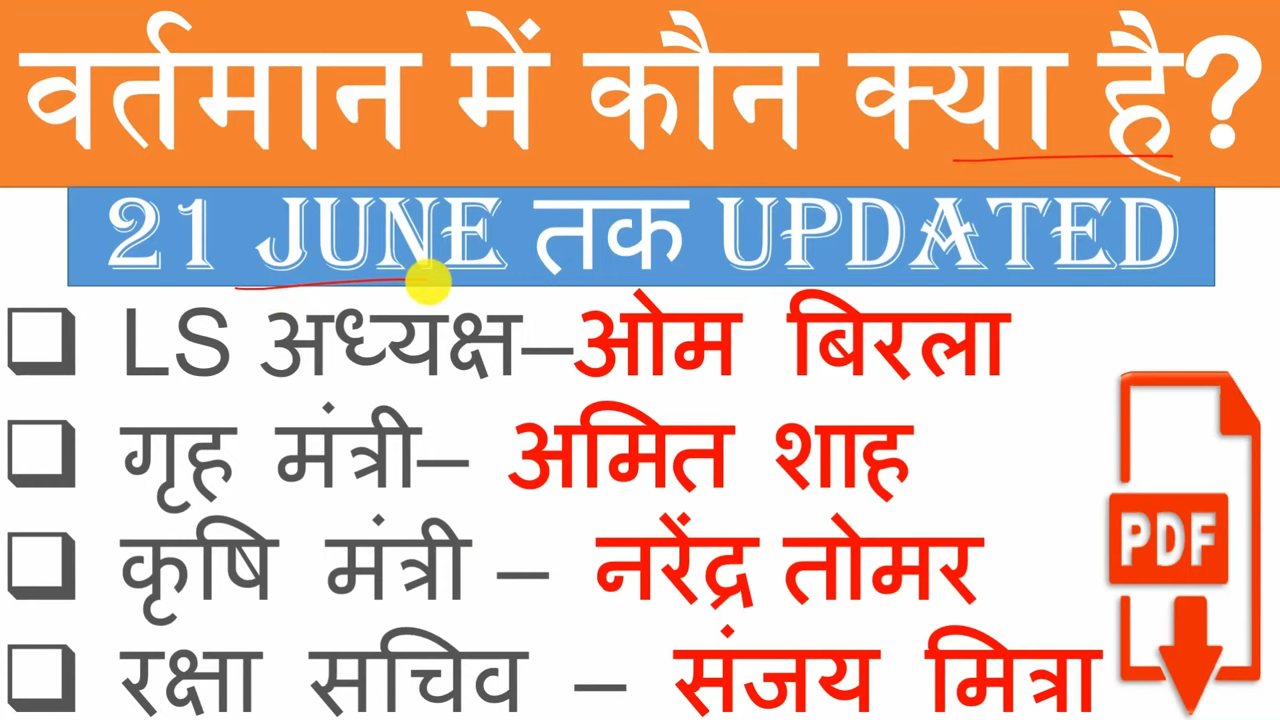 वर्तमान में कौन क्या है?
21 JUNE तक UPDATED
LS अध्यक्ष–ओम बिरला
गृह मंत्री– अमित शाह
कृषि मंत्री – नरेंद्र तोमर
PDF
रक्षा सचिव – संजय मित्रा